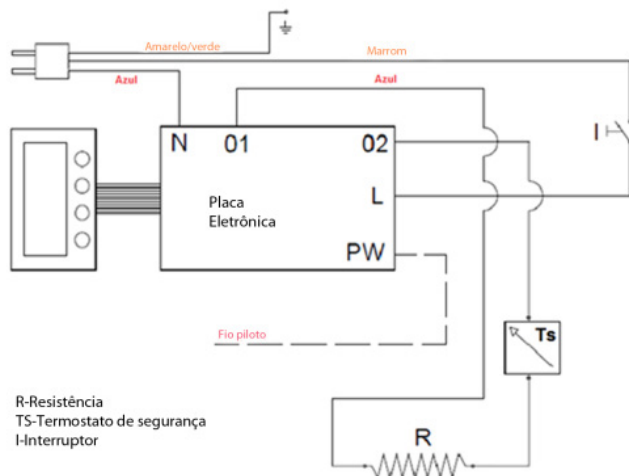 Amarelo/verde
Marrom
Azul
Azul
N
01
02
I
Placa
Eletrônica
L
PW
Fio piloto
Ts
R-Resistência
TS-Termostato de segurança
I-Interruptor
R